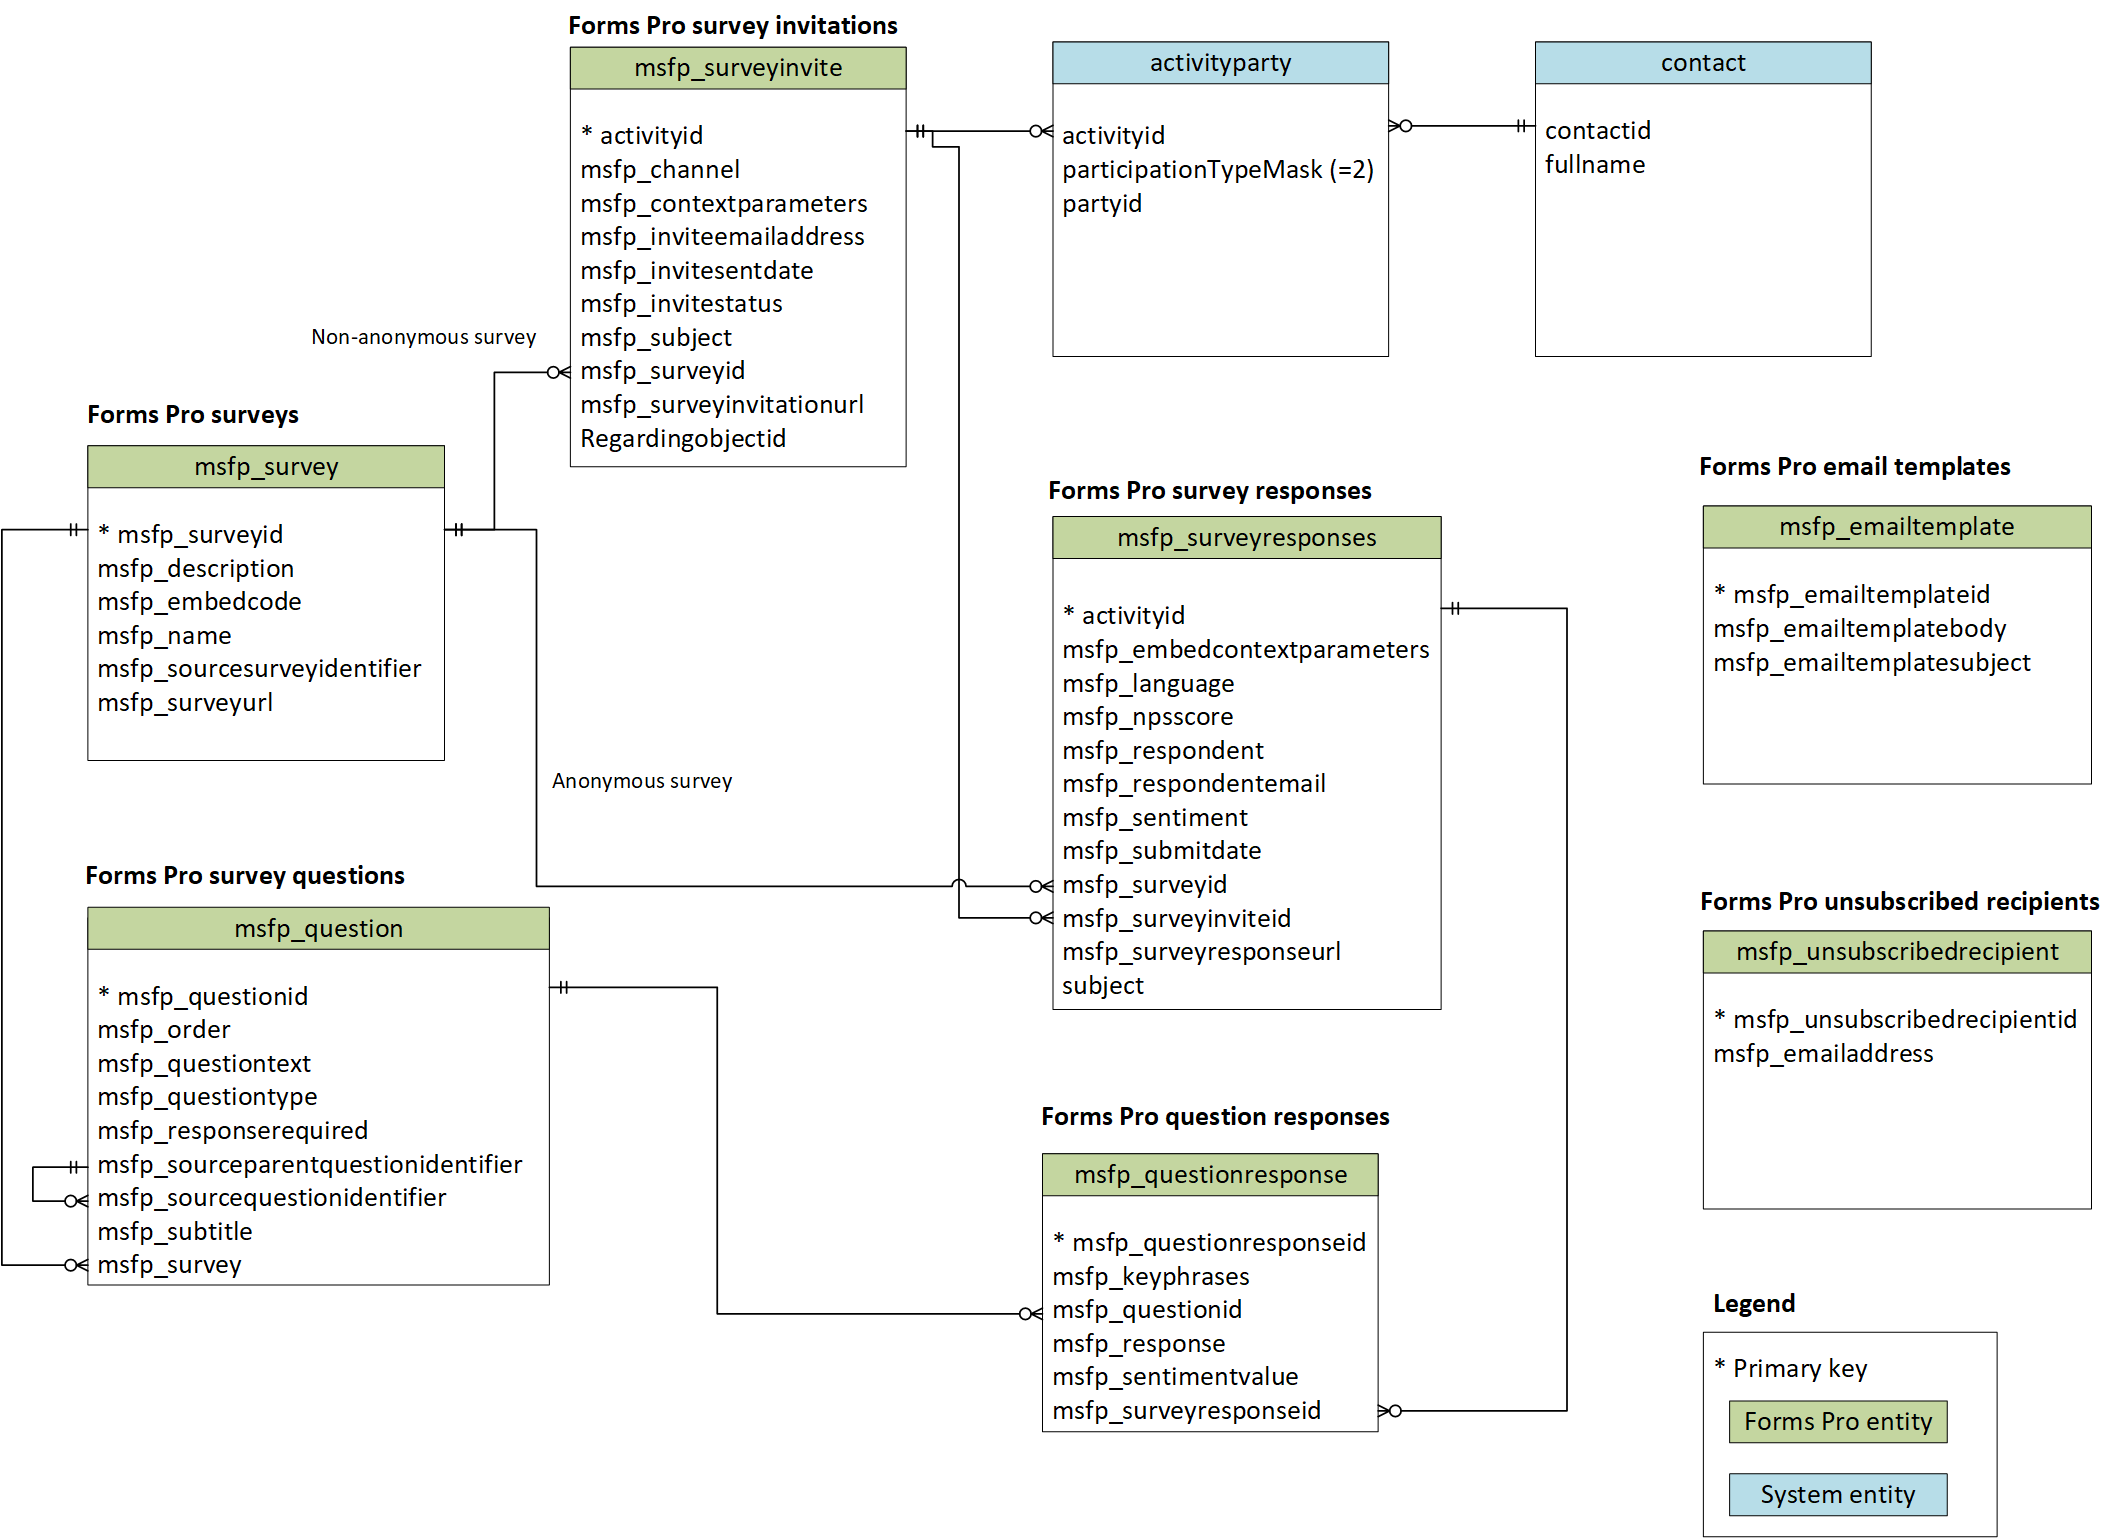 Forms Pro survey invitations
msfp_surveyinvite
* activityid
msfp_channel
msfp_contextparameters
msfp_inviteemailaddress
msfp_invitesentdate
msfp_invitestatus
msfp_subject
msfp_surveyid
msfp_surveyinvitationurl
Regardingobjectid
activityparty
activityid
participationTypeMask (=2)
partyid
contact
contactid
fullname
Non-anonymous survey
Forms Pro surveys
msfp_survey
* msfp_surveyid
msfp_description
msfp_embedcode
msfp_name
msfp_sourcesurveyidentifier
msfp_surveyurl
Anonymous survey
Forms Pro survey responses
msfp_surveyresponses
* activityid
msfp_embedcontextparameters
msfp_language
msfp_npsscore
msfp_respondent
msfp_respondentemail
msfp_sentiment
msfp_submitdate
msfp_surveyid
msfp_surveyinviteid
msfp_surveyresponseurl
subject
Forms Pro email templates
msfp_emailtemplate
* msfp_emailtemplateid
msfp_emailtemplatebody
msfp_emailtemplatesubject
Forms Pro survey questions
msfp_question
* msfp_questionid
msfp_order
msfp_questiontext
msfp_questiontype
msfp_responserequired
msfp_sourceparentquestionidentifier
msfp_sourcequestionidentifier
msfp_subtitle
msfp_survey
Forms Pro question responses
msfp_questionresponse
* msfp_questionresponseid
msfp_keyphrases
msfp_questionid
msfp_response
msfp_sentimentvalue
msfp_surveyresponseid
Forms Pro unsubscribed recipients
msfp_unsubscribedrecipient
* msfp_unsubscribedrecipientid
msfp_emailaddress
Legend
* Primary key
Forms Pro entity
System entity